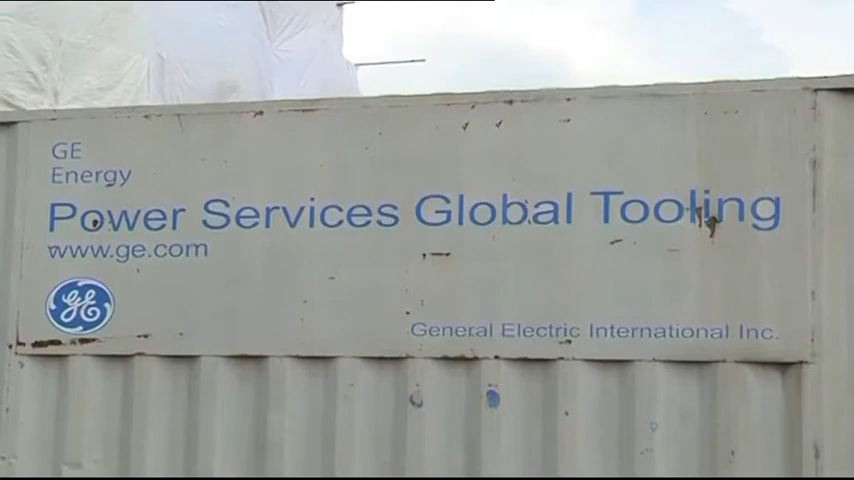 GE
Energy
Power Services Global Tooling
www.ge.com
GE
General Electric International Inc.